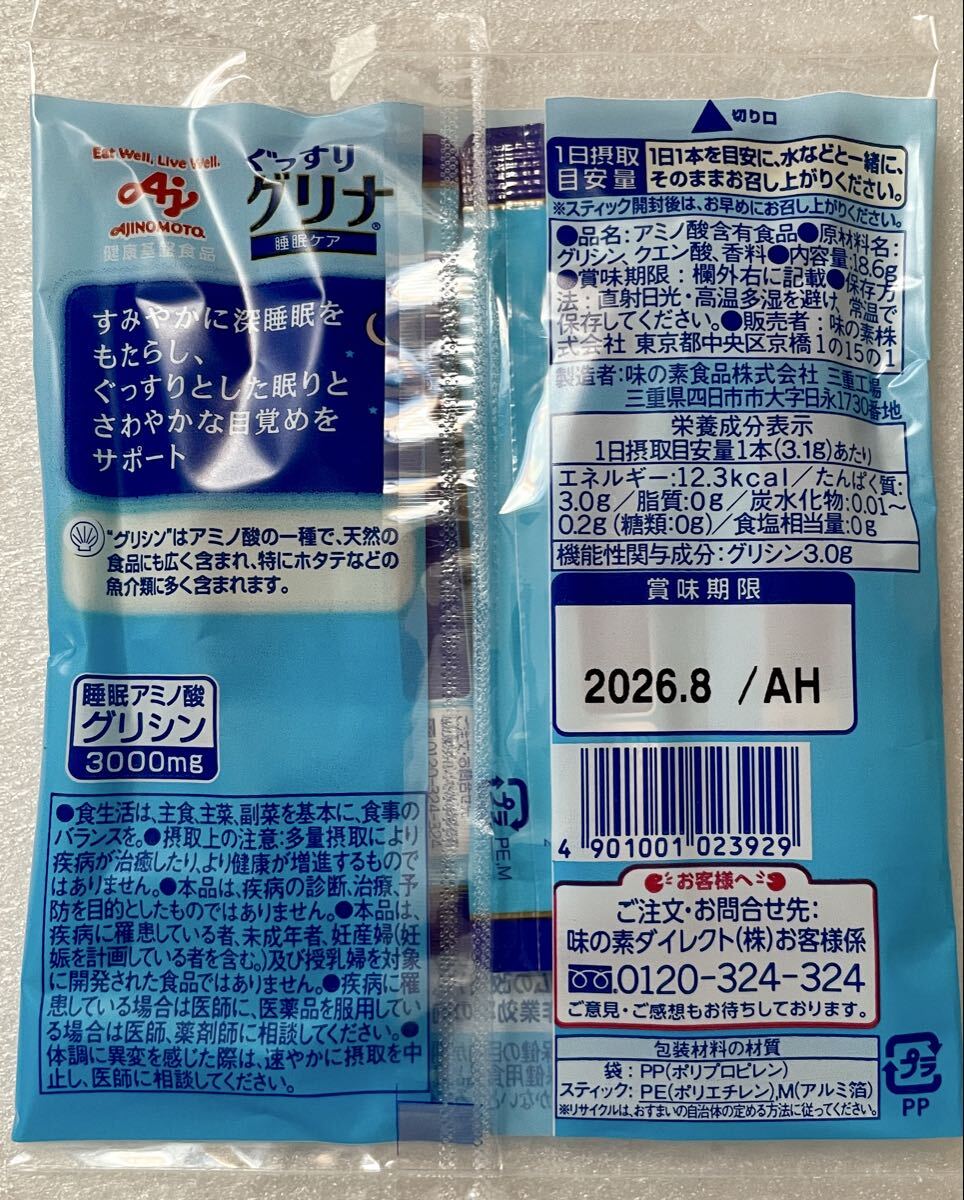 Eat Well, Live Well.
AJINOMOTO®
健康基盤食品
ぐっすり
グリナ®
睡眠ケア
すみやかに深睡眠を
もたらし、
ぐっすりとした眠りと
さわやかな目覚めを
サポート
"グリシン"はアミノ酸の一種で、天然の
食品にも広く含まれ、特にホタテなどの
魚介類に多く含まれます。
睡眠アミノ酸
グリシン
3000mg
●食生活は、主食、主菜、副菜を基本に、食事の
バランスを。●摂取上の注意:多量摂取により
疾病が治癒したり、より健康が増進するもので
はありません。●本品は、疾病の診断、治療、予
防を目的としたものではありません。●本品は、
疾病に罹患している者、未成年者、妊産婦(妊
娠を計画している者を含む。)及び授乳婦を対象
に開発された食品ではありません。●疾病に罹
患している場合は医師に、医薬品を服用してい
る場合は医師、薬剤師に相談してください。●
体調に異変を感じた際は、速やかに摂取を中
止し、医師に相談してください。
プラ
PE,M
切り口
1日摂取
目安量
1日1本を目安に、水などと一緒に、
そのままお召し上がりください。
※スティック開封後は、お早めにお召し上がりください。
●品名:アミノ酸含有食品●原材料名:
グリシン、クエン酸、香料●内容量:18.6g
●賞味期限:欄外右に記載●保存方
法:直射日光・高温多湿を避け、常温で
保存してください。●販売者:味の素株
式会社 東京都中央区京橋1の15の1
製造者:味の素食品株式会社 三重工場
三重県四日市市大字日永1730番地
栄養成分表示
1日摂取目安量1本(3.1g)あたり
エネルギー:12.3kcal/たんぱく質:
3.0g/脂質:0g/炭水化物:0.01~
0.2g(糖類:0g)/食塩相当量:0g
機能性関与成分:グリシン3.0g
賞味期限
2026.8 /AH
4 901001 023929
お客様へ
ご注文・お問合せ先:
味の素ダイレクト(株)お客様係
0120-324-324
ご意見・ご感想もお待ちしております。
包装材料の材質
袋:PP(ポリプロピレン)
スティック:PE(ポリエチレン),M(アルミ箔)
※リサイクルは、おすまいの自治体の定める方法に従ってください。
プラ
PP